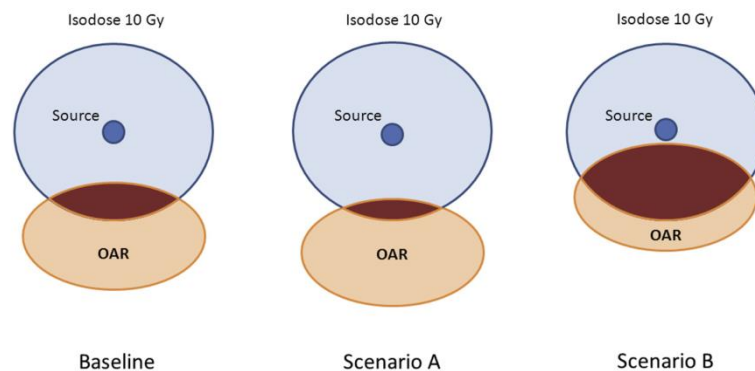 Isodose 10 Gy
Isodose 10 Gy
Isodose 10 Gy
Source
Source
Source
OAR
OAR
OAR
Baseline
Scenario A
Scenario B